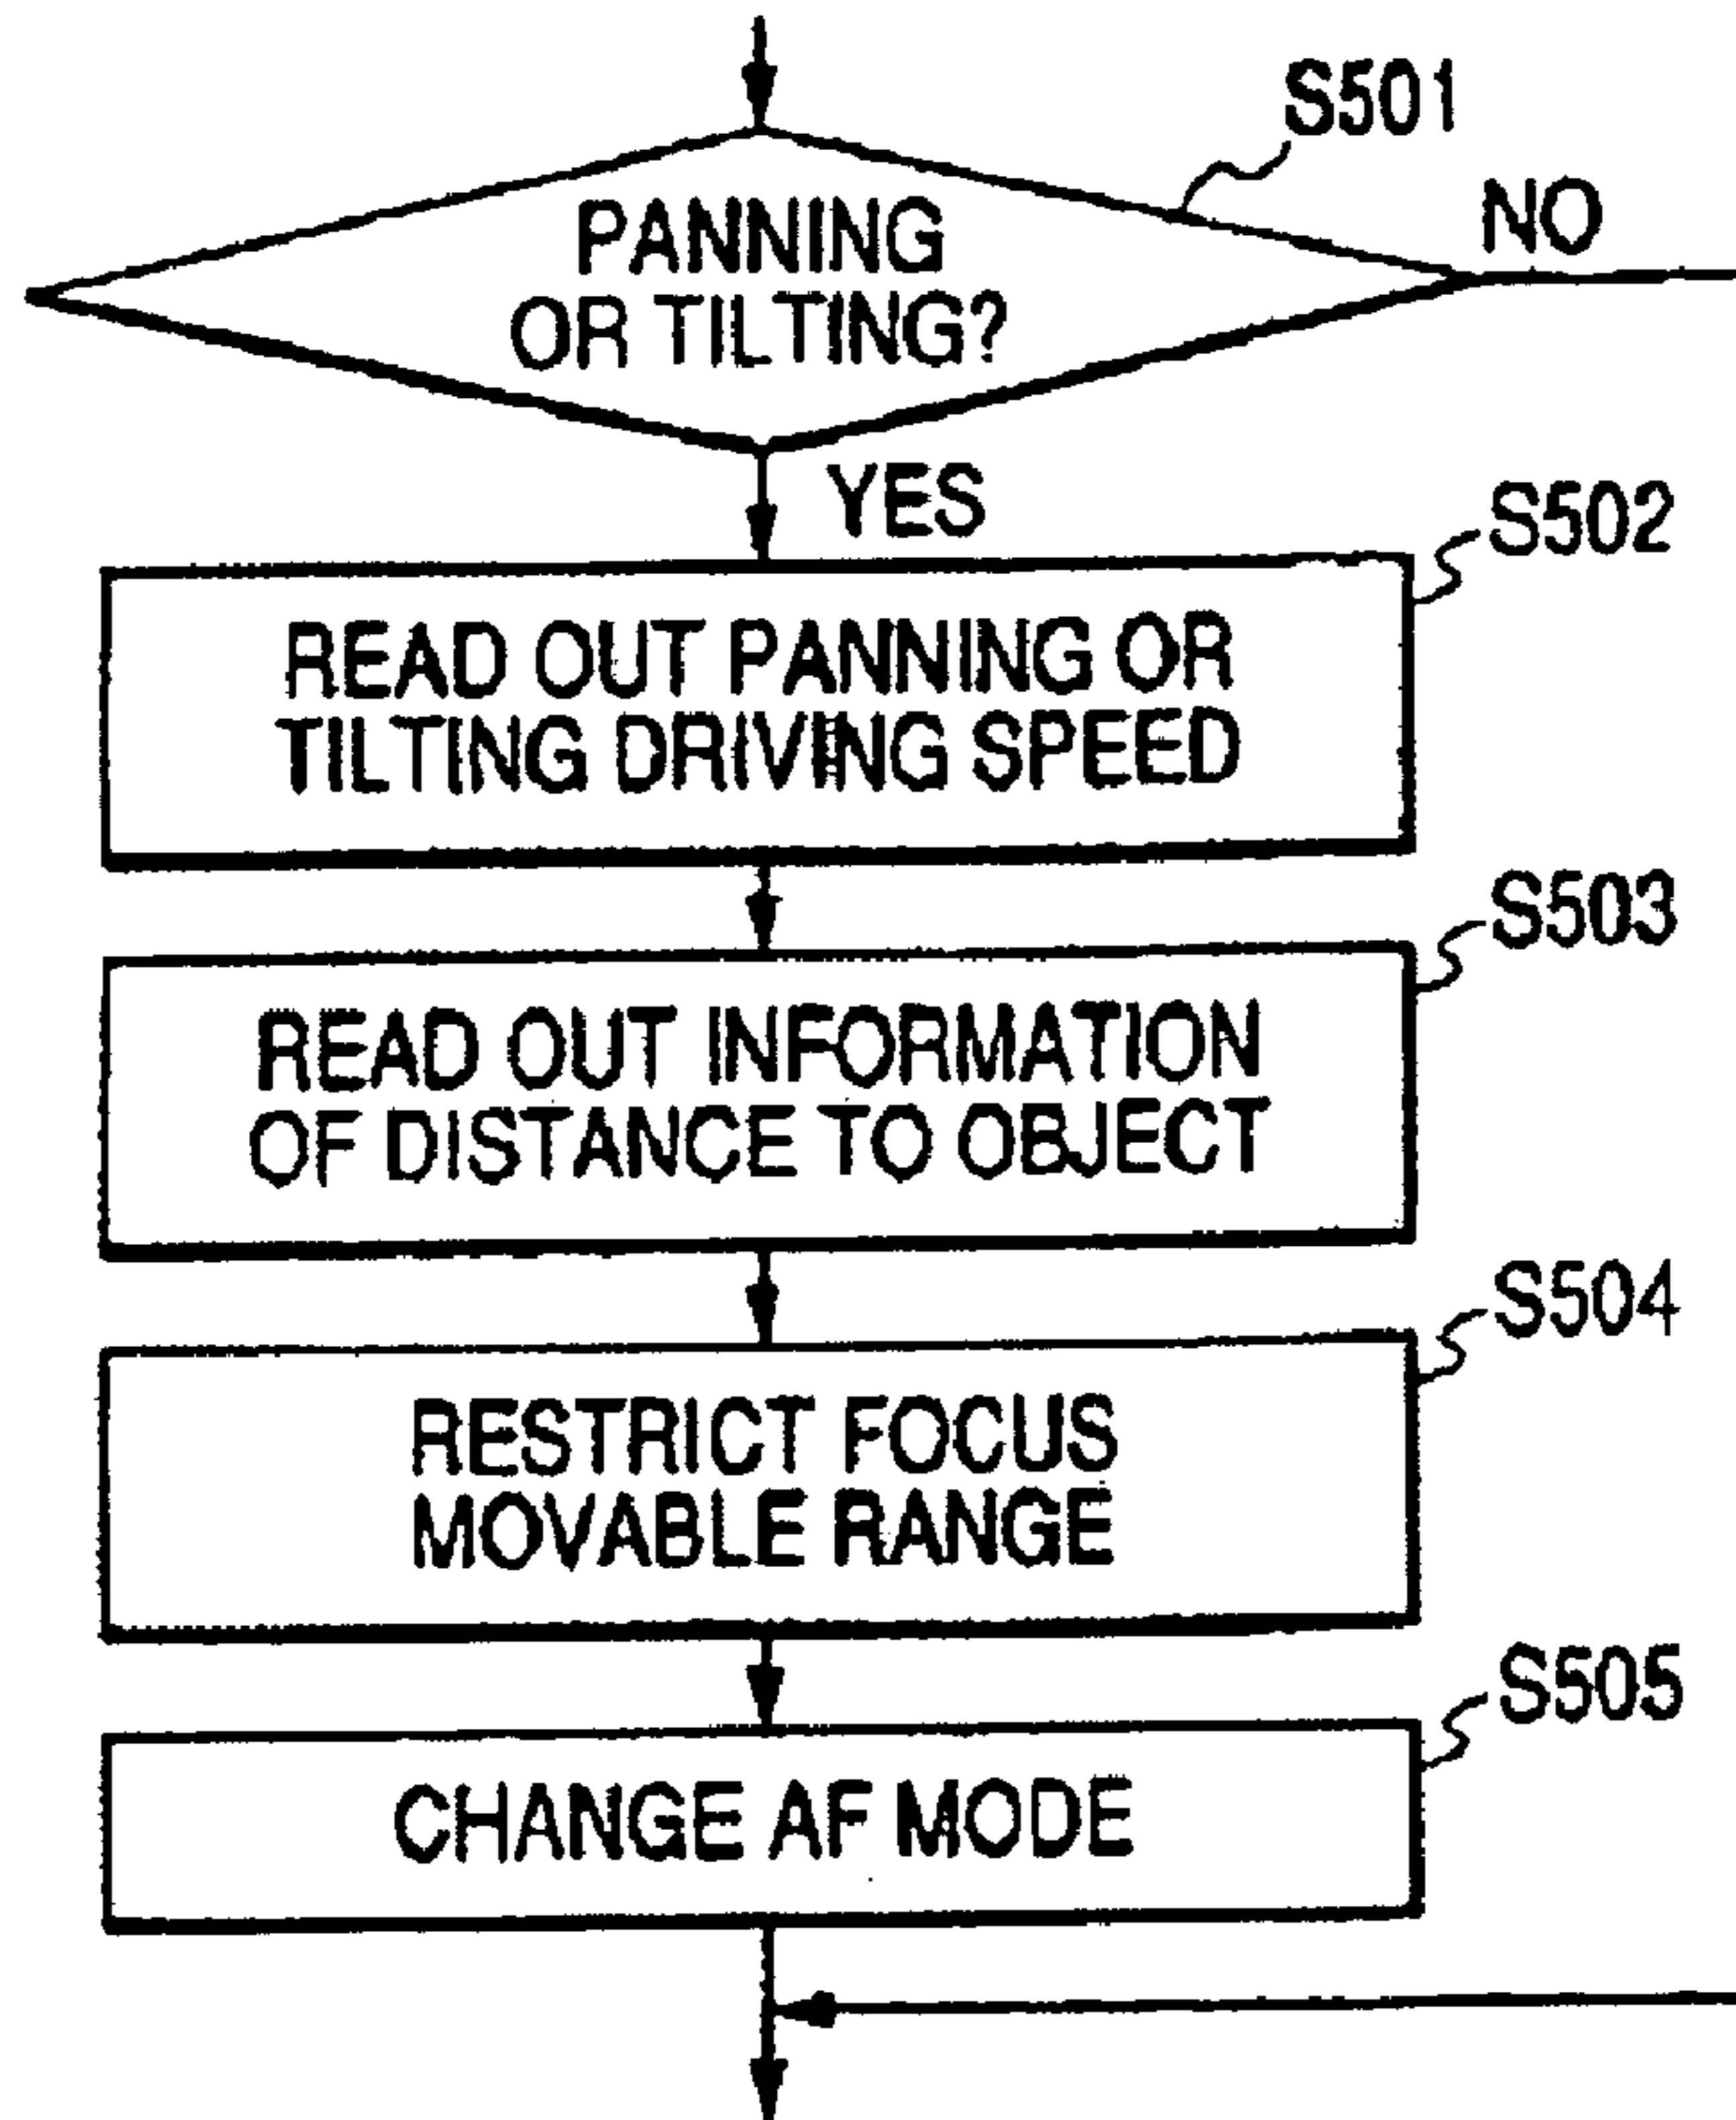 S501
PANNING
OR TILTING?
NO
YES
S502
READ OUT PANNING OR
TILTING DRIVING SPEED
S503
READ OUT INFORMATION
OF DISTANCE TO OBJECT
S504
RESTRICT FOCUS
MOVABLE RANGE
S505
CHANGE AF MODE